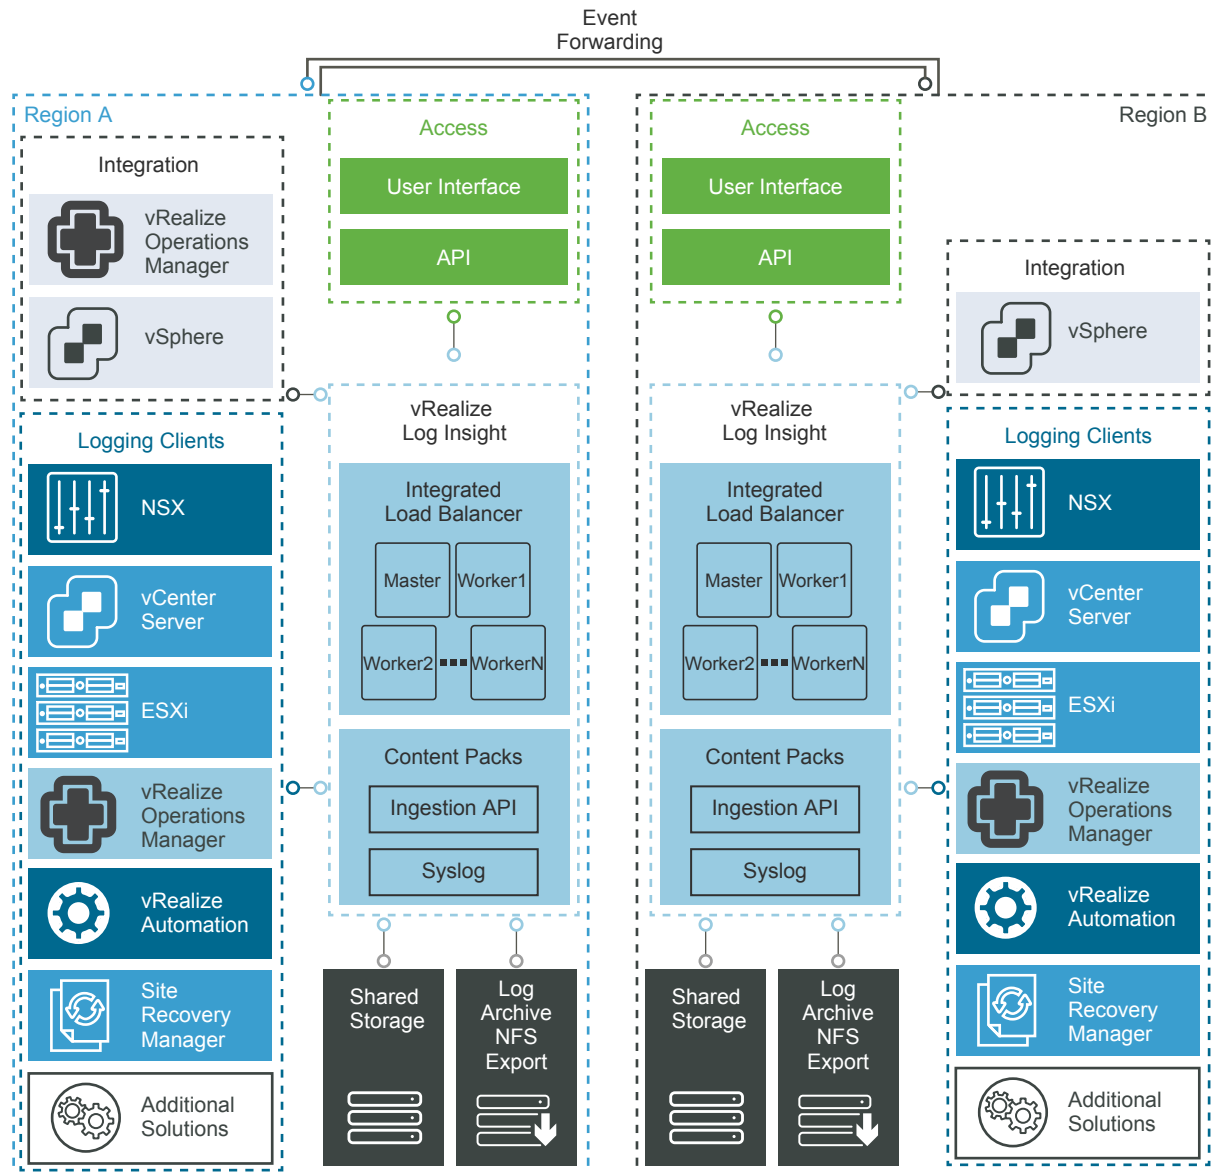 Event
Forwarding
Region A
Integration
vRealize
Operations
Manager
vSphere
Logging Clients
NSX
vCenter
Server
ESXi
vRealize
Operations
Manager
vRealize
Automation
Site
Recovery
Manager
Additional
Solutions
Access
User Interface
API
vRealize
Log Insight
Integrated
Load Balancer
Master
Worker1
Worker2
WorkerN
Content Packs
Ingestion API
Syslog
Shared
Storage
Log
Archive
NFS
Export
Region B
Access
User Interface
API
vRealize
Log Insight
Integrated
Load Balancer
Master
Worker1
Worker2
WorkerN
Content Packs
Ingestion API
Syslog
Shared
Storage
Log
Archive
NFS
Export
Integration
vSphere
Logging Clients
NSX
vCenter
Server
ESXi
vRealize
Operations
Manager
vRealize
Automation
Site
Recovery
Manager
Additional
Solutions